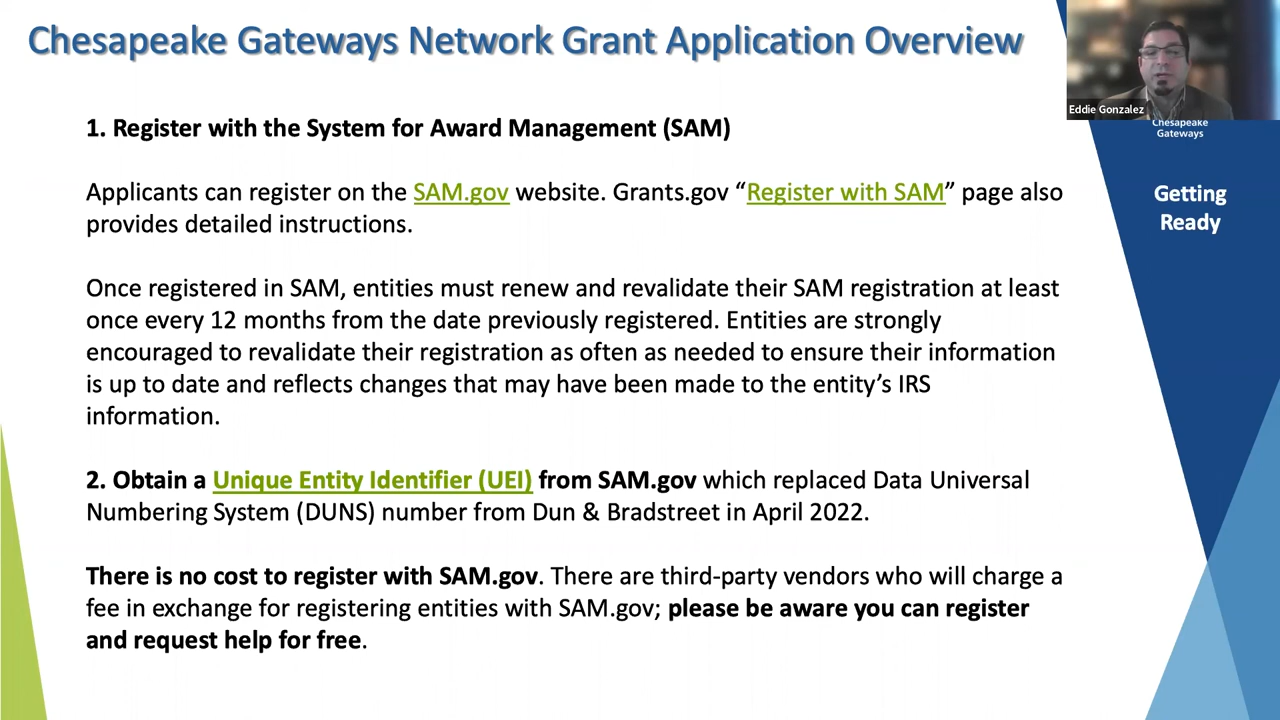 Chesapeake Gateways Network Grant Application Overview
Eddie Gonzalez
Chesapeake
Gateways
Getting
Ready
1. Register with the System for Award Management (SAM)
Applicants can register on the SAM.gov website. Grants.gov “Register with SAM” page also
provides detailed instructions.
Once registered in SAM, entities must renew and revalidate their SAM registration at least
once every 12 months from the date previously registered. Entities are strongly
encouraged to revalidate their registration as often as needed to ensure their information
is up to date and reflects changes that may have been made to the entity’s IRS
information.
2. Obtain a Unique Entity Identifier (UEI) from SAM.gov which replaced Data Universal
Numbering System (DUNS) number from Dun & Bradstreet in April 2022.
There is no cost to register with SAM.gov. There are third-party vendors who will charge a
fee in exchange for registering entities with SAM.gov; please be aware you can register
and request help for free.